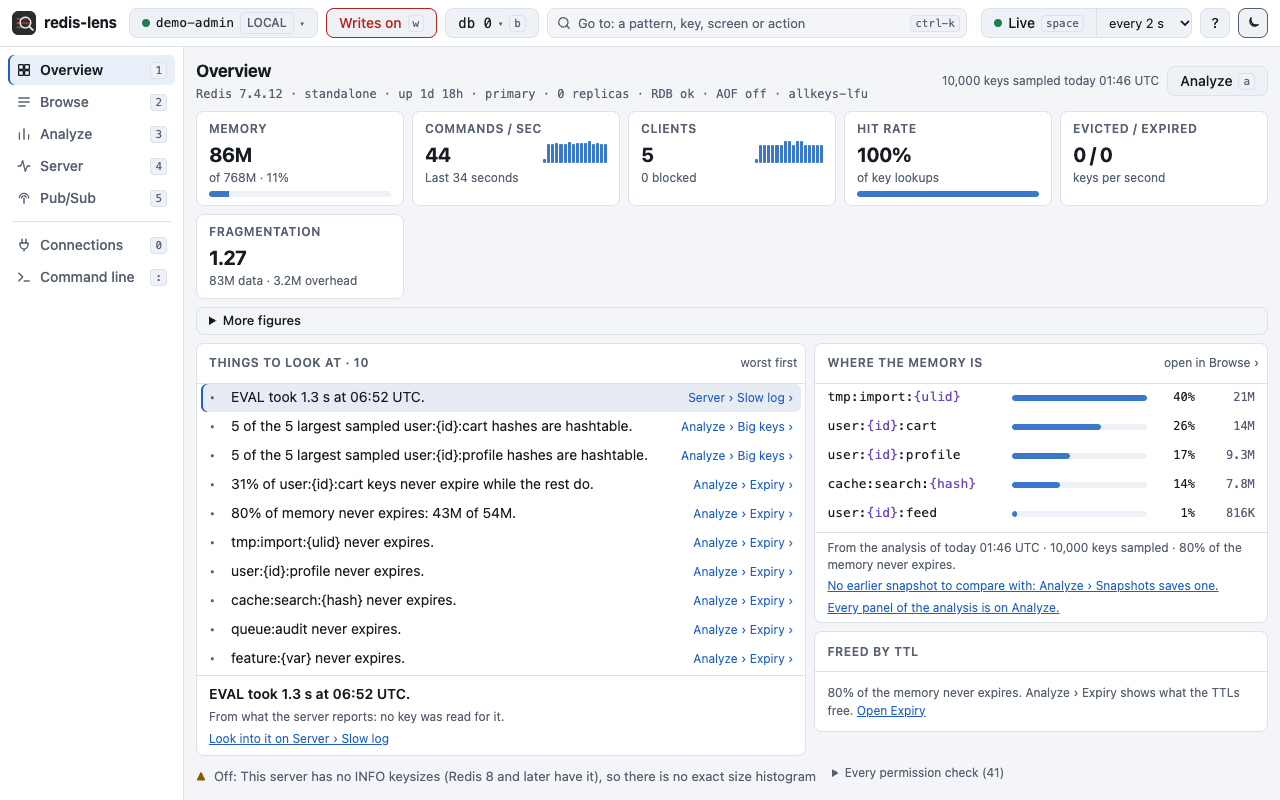 redis-lens
demo-admin LOCAL
Writes on w
db 0 b
Go to: a pattern, key, screen or action ctrl-k
Live space
every 2 s
?
Overview 1
Browse 2
Analyze 3
Server 4
Pub/Sub 5
Connections 0
Command line :
Overview
Redis 7.4.12 · standalone · up 1d 18h · primary · 0 replicas · RDB ok · AOF off · allkeys-lfu
10,000 keys sampled today 01:46 UTC
Analyze a
MEMORY
86M
of 768M · 11%
COMMANDS / SEC
44
Last 34 seconds
CLIENTS
5
0 blocked
HIT RATE
100%
of key lookups
EVICTED / EXPIRED
0 / 0
keys per second
FRAGMENTATION
1.27
83M data · 3.2M overhead
More figures
THINGS TO LOOK AT · 10 worst first
EVAL took 1.3 s at 06:52 UTC. Server › Slow log ›
5 of the 5 largest sampled user:{id}:cart hashes are hashtable. Analyze › Big keys ›
5 of the 5 largest sampled user:{id}:profile hashes are hashtable. Analyze › Big keys ›
31% of user:{id}:cart keys never expire while the rest do. Analyze › Expiry ›
80% of memory never expires: 43M of 54M. Analyze › Expiry ›
tmp:import:{ulid} never expires. Analyze › Expiry ›
user:{id}:profile never expires. Analyze › Expiry ›
cache:search:{hash} never expires. Analyze › Expiry ›
queue:audit never expires. Analyze › Expiry ›
feature:{var} never expires. Analyze › Expiry ›
EVAL took 1.3 s at 06:52 UTC.
From what the server reports: no key was read for it.
Look into it on Server › Slow log
WHERE THE MEMORY IS open in Browse ›
tmp:import:{ulid} 40% 21M
user:{id}:cart 26% 14M
user:{id}:profile 17% 9.3M
cache:search:{hash} 14% 7.8M
user:{id}:feed 1% 816K
From the analysis of today 01:46 UTC · 10,000 keys sampled · 80% of the
memory never expires.
No earlier snapshot to compare with: Analyze › Snapshots saves one.
Every panel of the analysis is on Analyze.
FREED BY TTL
80% of the memory never expires. Analyze › Expiry shows what the TTLs
free. Open Expiry
Off: This server has no INFO keysizes (Redis 8 and later have it), so there is no exact size histogram
Every permission check (41)